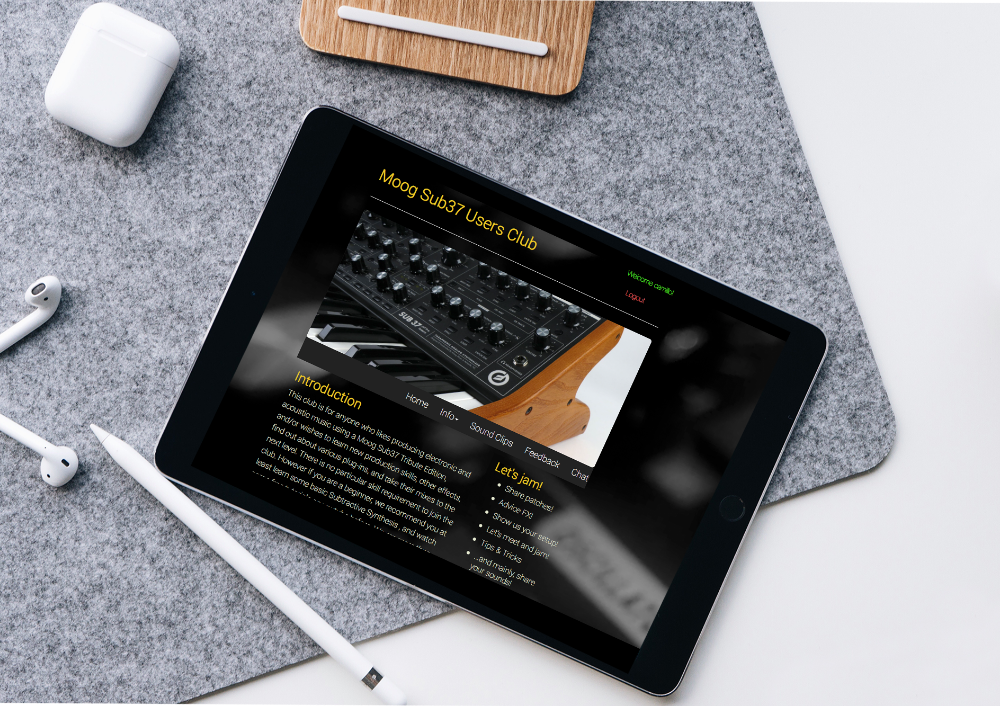 Moog Sub37 Users Club
Welcome camillo!
Logout
SUB 37
Home Info Sound Clips Feedback Chat
Introduction
This club is for anyone who likes producing electronic and
acoustic music using a Moog Sub37 Tribute Edition,
and/or wishes to learn new production skills, other effects,
find out about various plug-ins, and take their mixes to the
next level. There is no particular skill requirement to join the
club. However if you are a beginner, we recommend you at
least learn some basic Subtractive Synthesis , and watch
Let's jam!
Share patches!
Advice FX!
Show us your setup!
Let's meet and jam!
Tips & Tricks
...and mainly, share
your sounds!